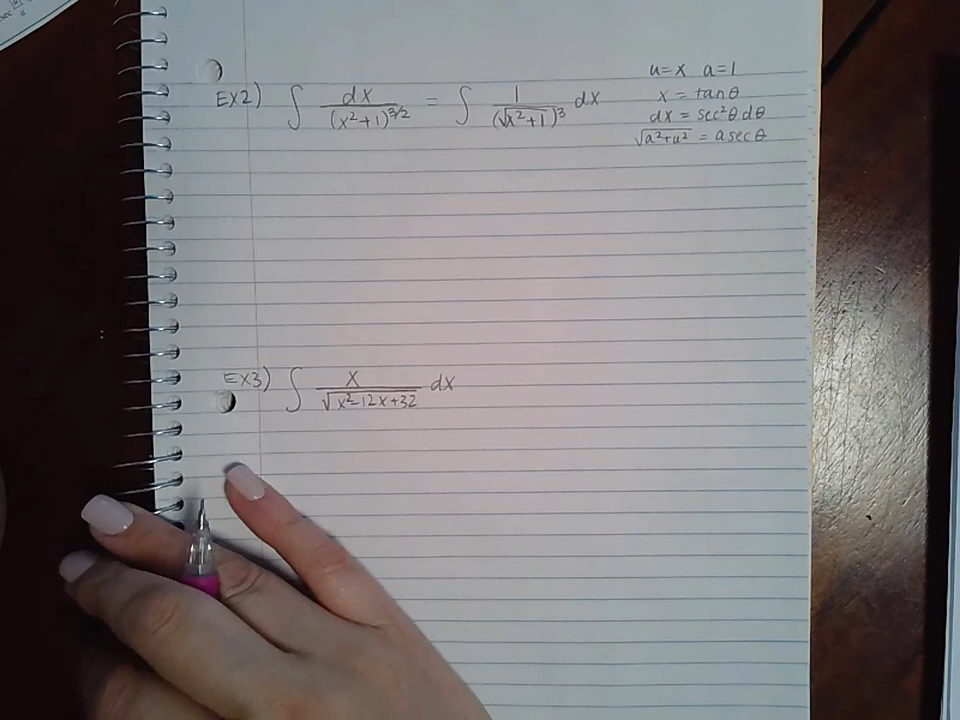 EX2) ∫ dx/(x²+1)^3/2 = ∫ 1/(√x²+1)³ dx
u=x a=1
x = tanθ
dx = sec²θ dθ
√a²+u² = a secθ
EX3) ∫ x/√x²-12x+32 dx